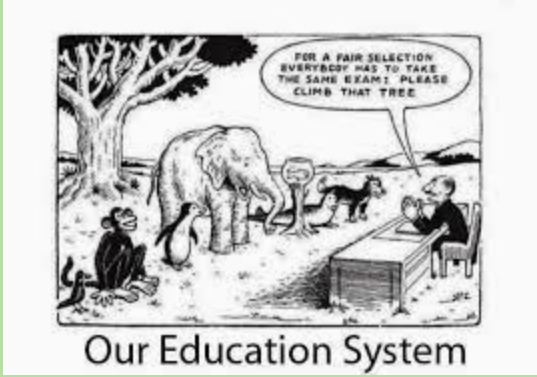 FOR A FAIR SELECTION
EVERYBODY HAS TO TAKE
THE SAME EXAM: PLEASE
CLIMB THAT TREE
Our Education System